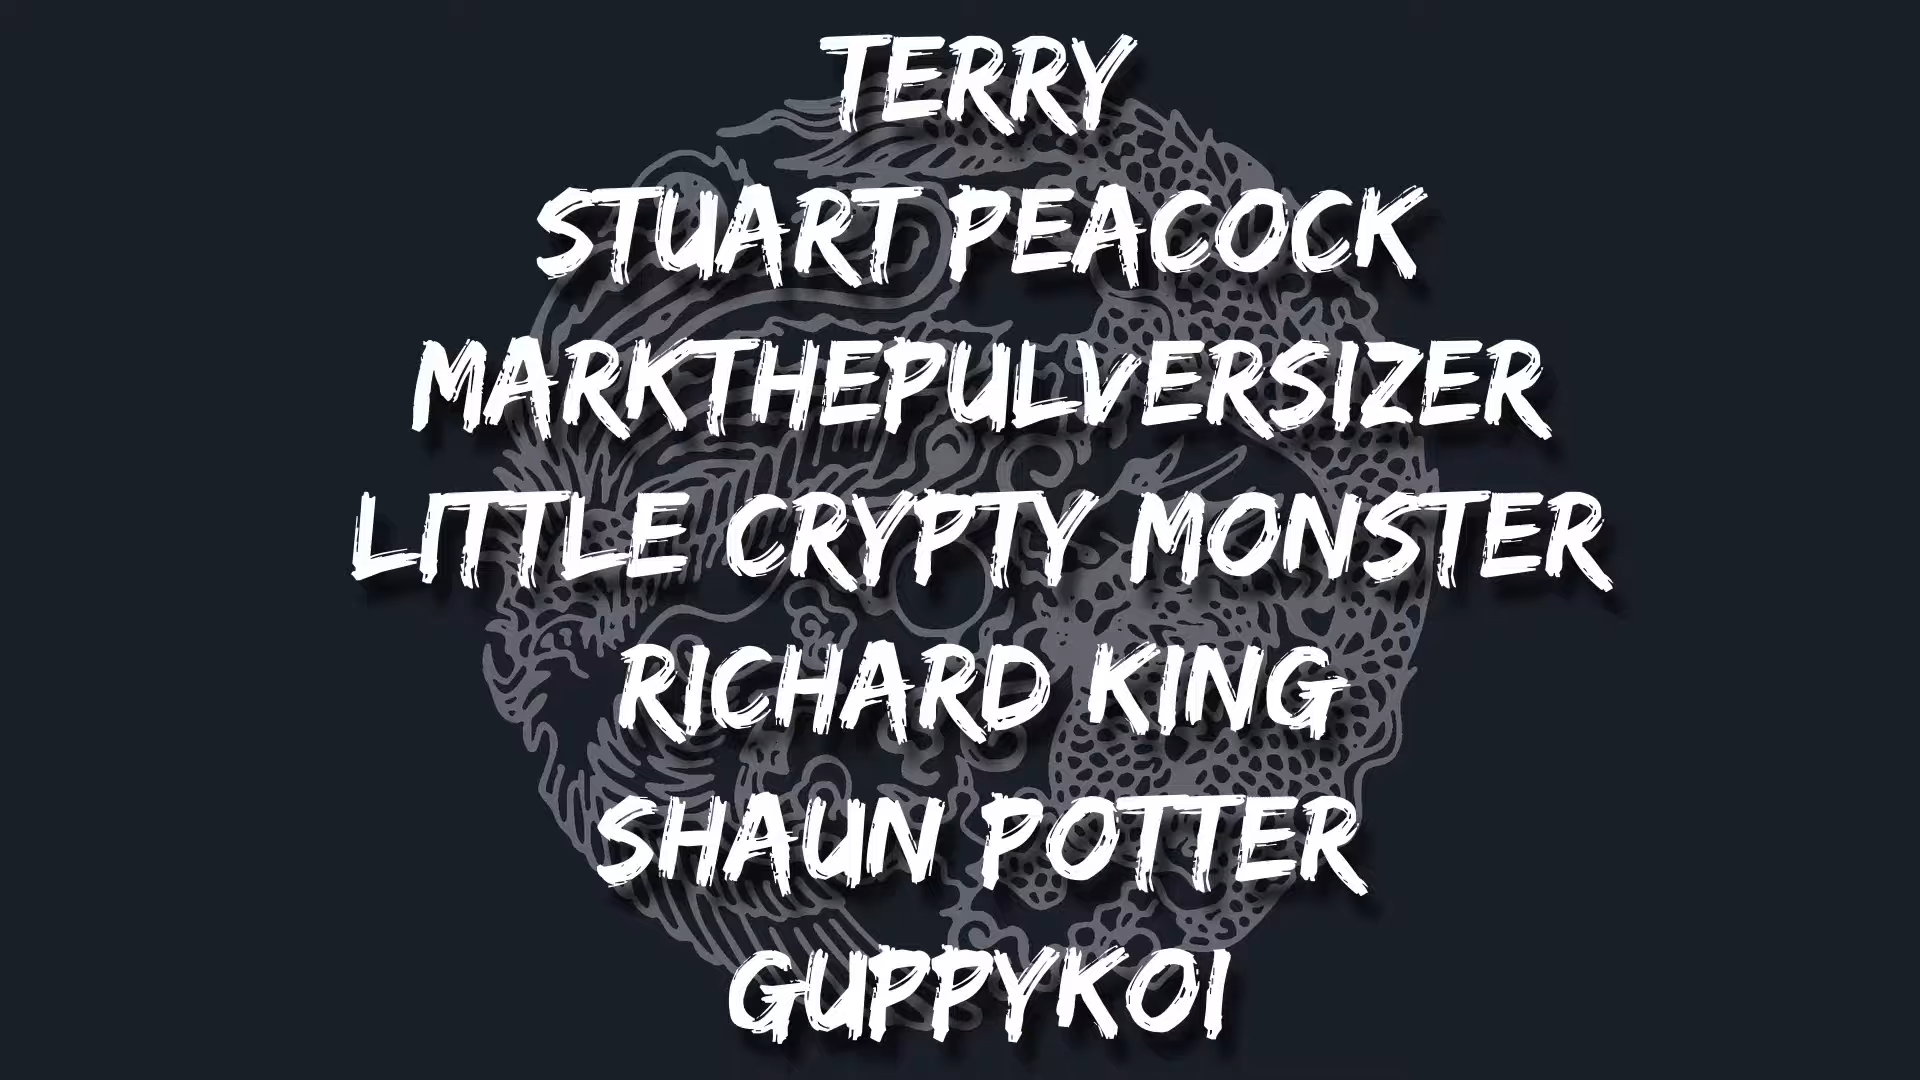 TERRY
STUART PEACOCK
MARKTHEPULVERSIZER
LITTLE CRYPTY MONSTER
RICHARD KING
SHAUN POTTER
GUPPYKOI